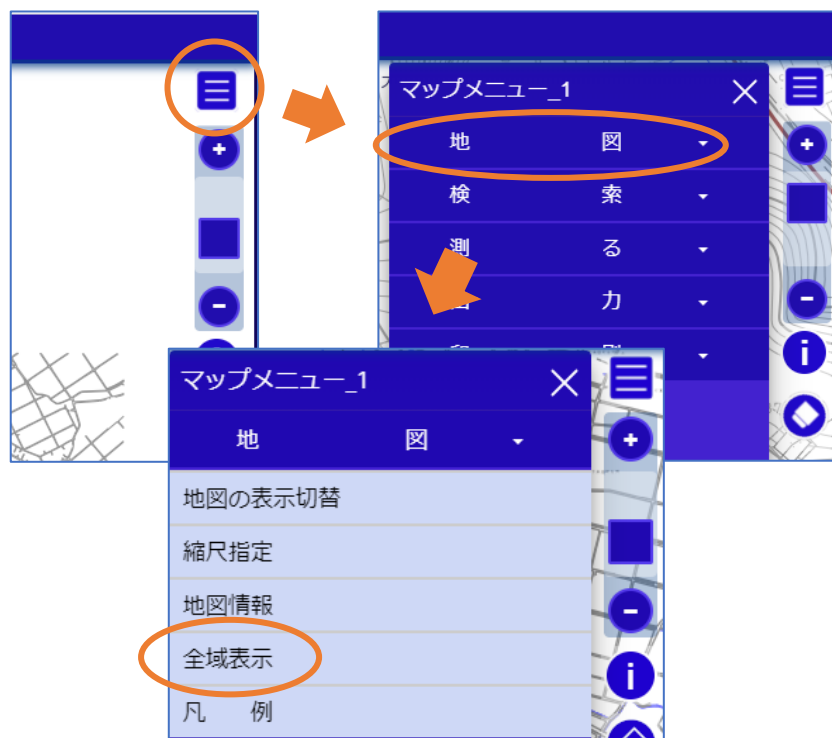 マップメニュー_1
地 図
検 索
測 る
力
マップメニュー_1
地 図
地図の表示切替
縮尺指定
地図情報
全域表示
凡 例